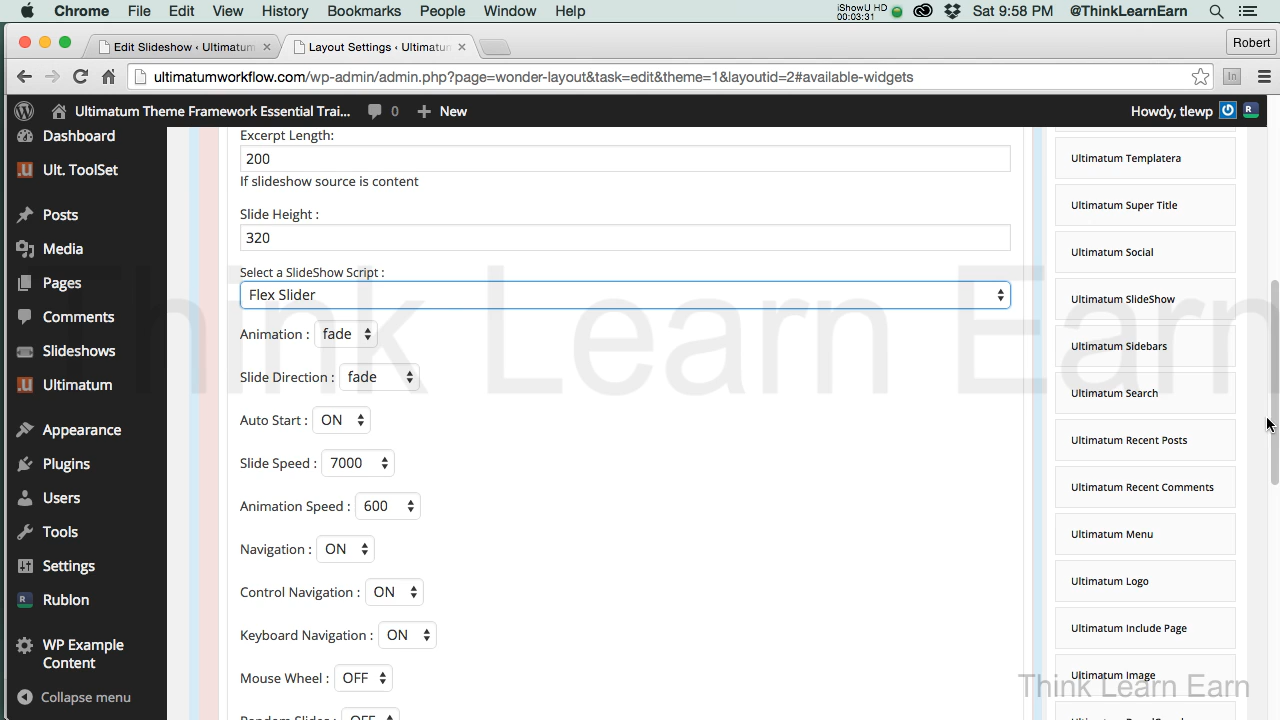 Chrome File Edit View History Bookmarks People Window Help iShowU HD 00:03:31 Sat 9:58 PM @ThinkLearnEarn
Edit Slideshow ‹ Ultimatum × Layout Settings ‹ Ultimatum × Robert
ultimatumworkflow.com/wp-admin/admin.php?page=wonder-layout&task=edit&theme=1&layoutid=2#available-widgets
Ultimatum Theme Framework Essential Trai... 0 + New Howdy, tlewp
Dashboard
Ult. ToolSet
Posts
Media
Pages
Comments
Slideshows
Ultimatum
Appearance
Plugins
Users
Tools
Settings
Rublon
WP Example
Content
Collapse menu
Excerpt Length:
200
If slideshow source is content
Slide Height :
320
Select a SlideShow Script :
Flex Slider
Animation : fade
Slide Direction : fade
Auto Start : ON
Slide Speed : 7000
Animation Speed : 600
Navigation : ON
Control Navigation : ON
Keyboard Navigation : ON
Mouse Wheel : OFF
Random Slider : OFF
Ultimatum Templatera
Ultimatum Super Title
Ultimatum Social
Ultimatum SlideShow
Ultimatum Sidebars
Ultimatum Search
Ultimatum Recent Posts
Ultimatum Recent Comments
Ultimatum Menu
Ultimatum Logo
Ultimatum Include Page
Ultimatum Image
Think Learn Earn
Think Learn Earn